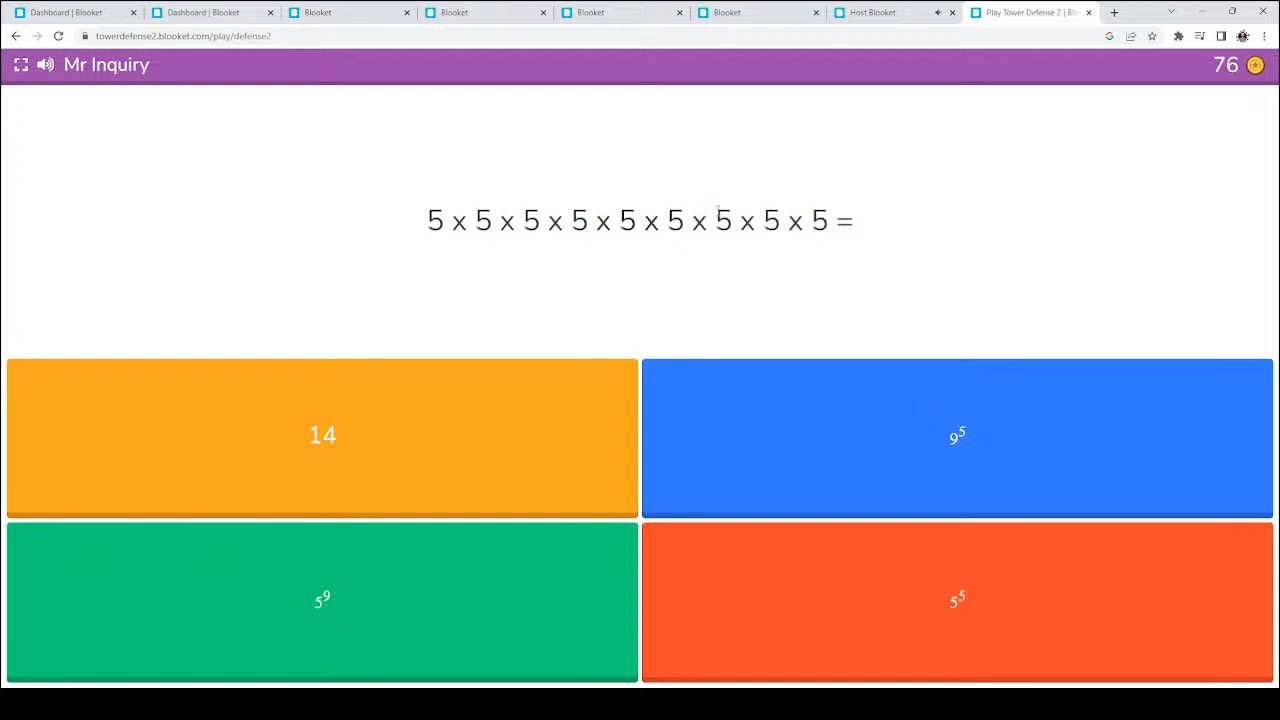 Dashboard | Blooket
Dashboard | Blooket
Blooket
Blooket
Blooket
Blooket
Host Blooket
Play Tower Defense 2 | Blo
towerdefense2.blooket.com/play/defense2
Mr Inquiry
76
5 x 5 x 5 x 5 x 5 x 5 x 5 x 5 x 5 =
14
9⁵
5⁹
5⁵